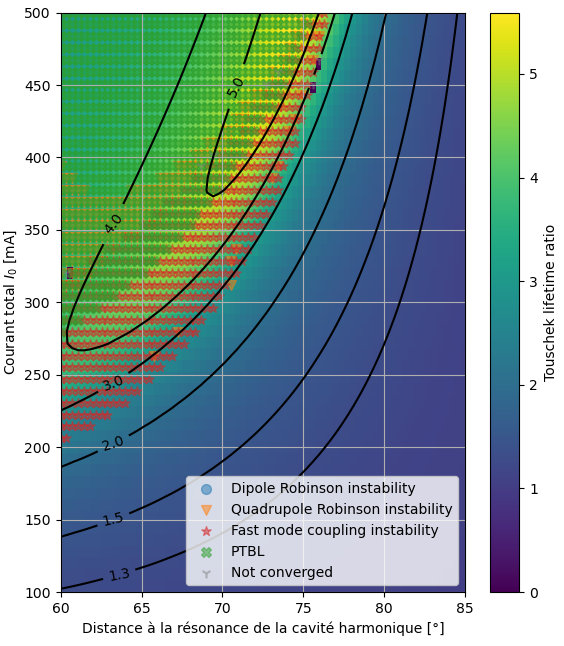 500
450
400
350
300
250
200
150
100
Courant total I₀ [mA]
5.0
4.0
3.0
2.0
1.5
1.3
Dipole Robinson instability
Quadrupole Robinson instability
Fast mode coupling instability
PTBL
Not converged
60 65 70 75 80 85
Distance à la résonance de la cavité harmonique [°]
5
4
3
2
1
0
Touschek lifetime ratio